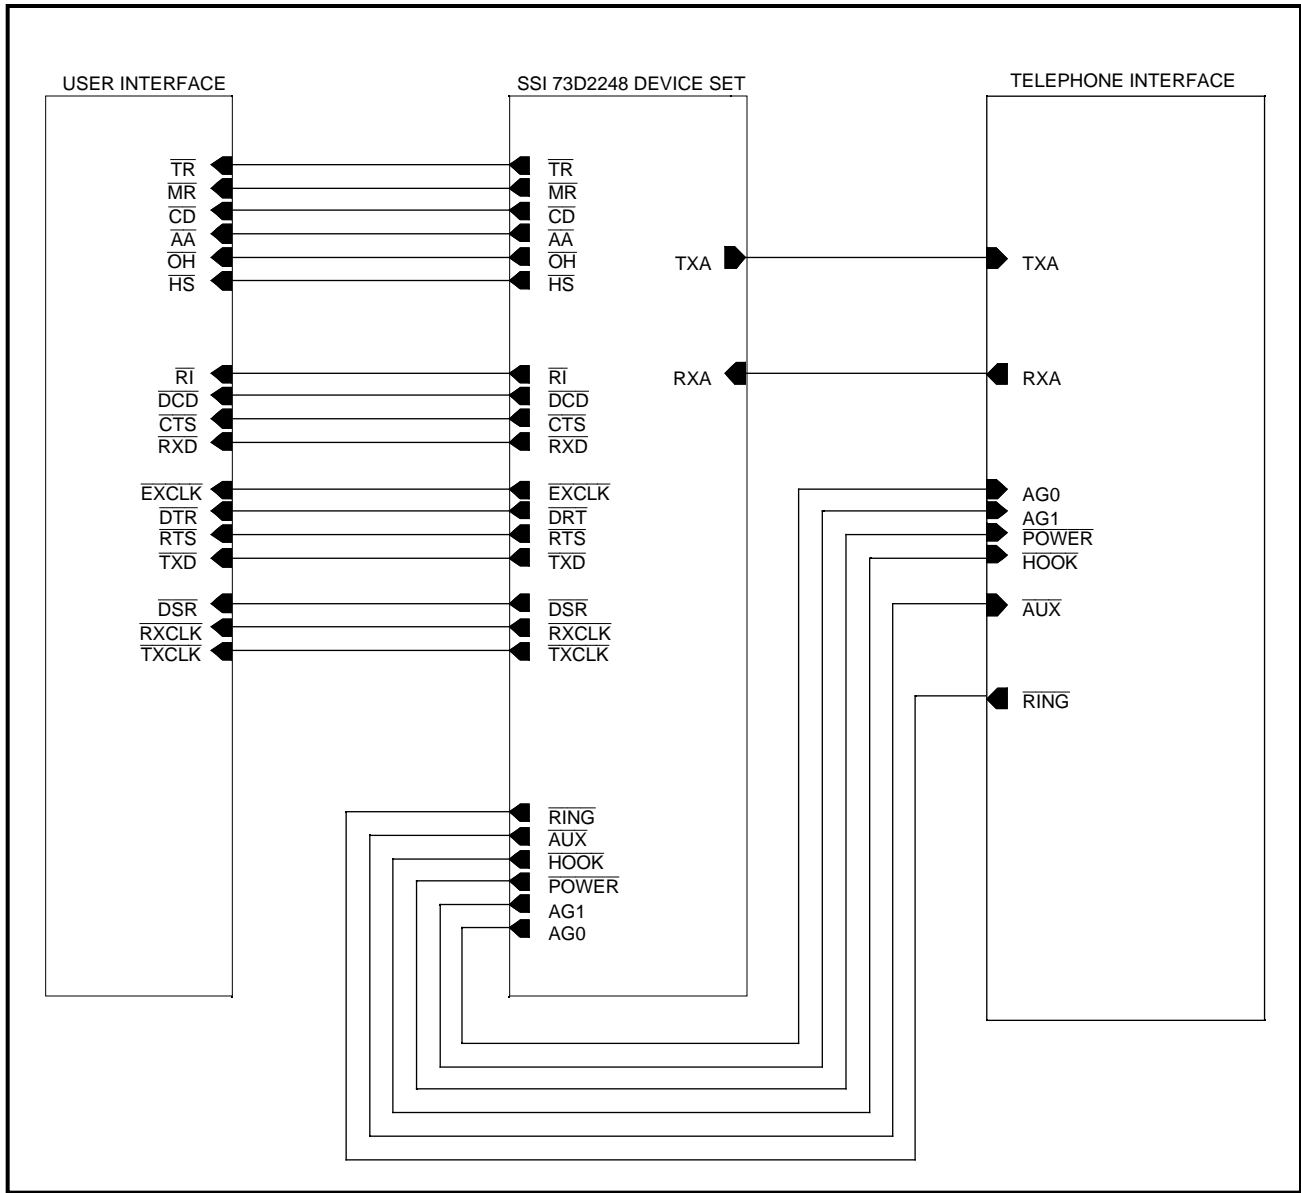 USER INTERFACE
TR
MR
CD
AA
OH
HS
RI
DCD
CTS
RXD
EXCLK
DTR
RTS
TXD
DSR
RXCLK
TXCLK
SSI 73D2248 DEVICE SET
TR
MR
CD
AA
OH
HS
TXA
RXA
RI
DCD
CTS
RXD
EXCLK
DRT
RTS
TXD
DSR
RXCLK
TXCLK
RING
AUX
HOOK
POWER
AG1
AG0
TELEPHONE INTERFACE
TXA
RXA
AG0
AG1
POWER
HOOK
AUX
RING